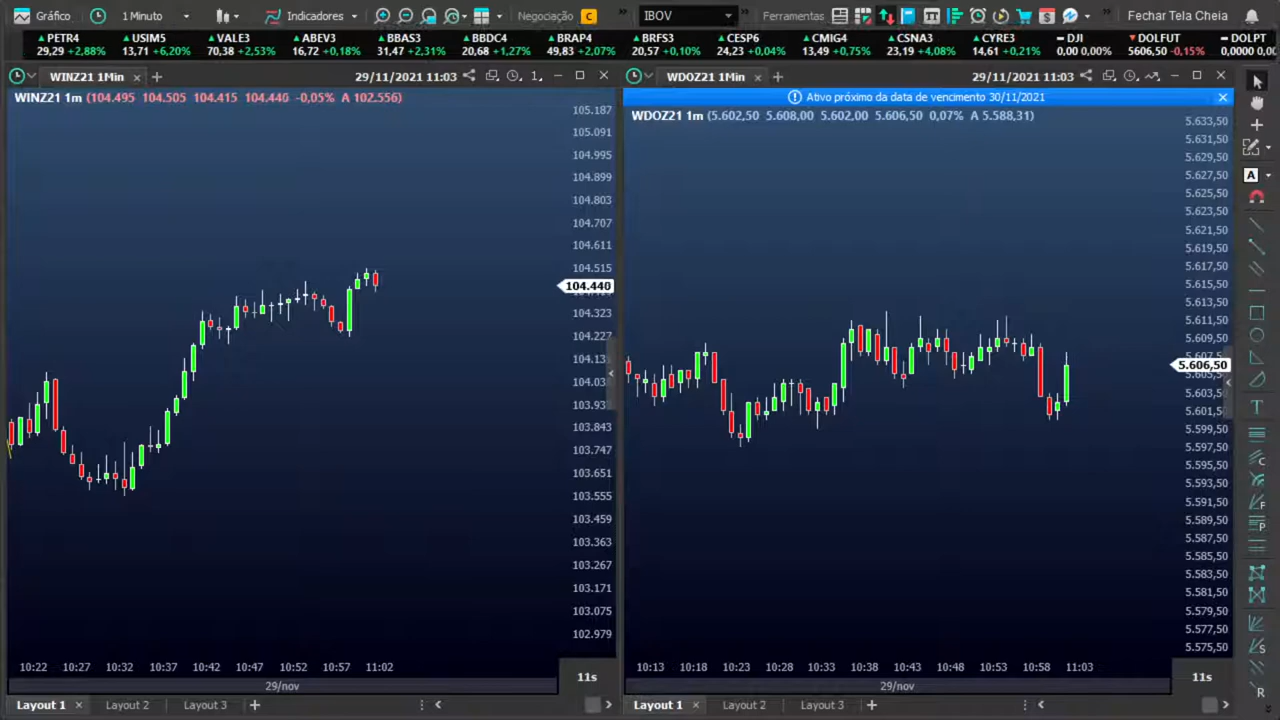 Gráfico 1 Minuto Indicadores Negociação C IBOV Ferramentas Fechar Tela Cheia
PETR4 USIM5 VALE3 ABEV3 BBAS3 BBDC4 BRAP4 BRFS3 CESP6 CMIG4 CSNA3 CYRE3 DJI DOLFUT DOLPT
29,29 +2,88% 13,71 +6,20% 70,38 +2,53% 16,72 +0,18% 31,47 +2,31% 20,68 +1,27% 49,83 +2,07% 20,57 +0,10% 24,23 +0,04% 13,49 +0,75% 23,19 +4,08% 14,61 +0,21% 0,00 0,00% 5606,50 -0,15% 0,0000 0,00
WINZ21 1Min 29/11/2021 11:03 1
WINZ21 1m (104.495 104.505 104.415 104.440 -0,05% A 102.556)
105.187
105.091
104.995
104.899
104.803
104.707
104.611
104.515
104.440
104.323
104.227
104.03
103.93
103.843
103.747
103.651
103.555
103.459
103.363
103.267
103.171
103.075
102.979
10:22 10:27 10:32 10:37 10:42 10:47 10:52 10:57 11:02
29/nov
11s
Layout 1 Layout 2 Layout 3
WDOZ21 1Min 29/11/2021 11:03
Ativo próximo da data de vencimento 30/11/2021
WDOZ21 1m (5.602,50 5.608,00 5.602,00 5.606,50 0,07% A 5.588,31)
5.633,50
5.631,50
5.629,50
5.627,50
5.625,50
5.623,50
5.621,50
5.619,50
5.617,50
5.615,50
5.613,50
5.611,50
5.609,50
5.606,50
5.603,50
5.601,50
5.599,50
5.597,50
5.595,50
5.593,50
5.591,50
5.589,50
5.587,50
5.585,50
5.583,50
5.581,50
5.579,50
5.577,50
5.575,50
10:13 10:18 10:23 10:28 10:33 10:38 10:43 10:48 10:53 10:58 11:03
29/nov
11s
Layout 1 Layout 2 Layout 3
A
T
C
F
P
S
R